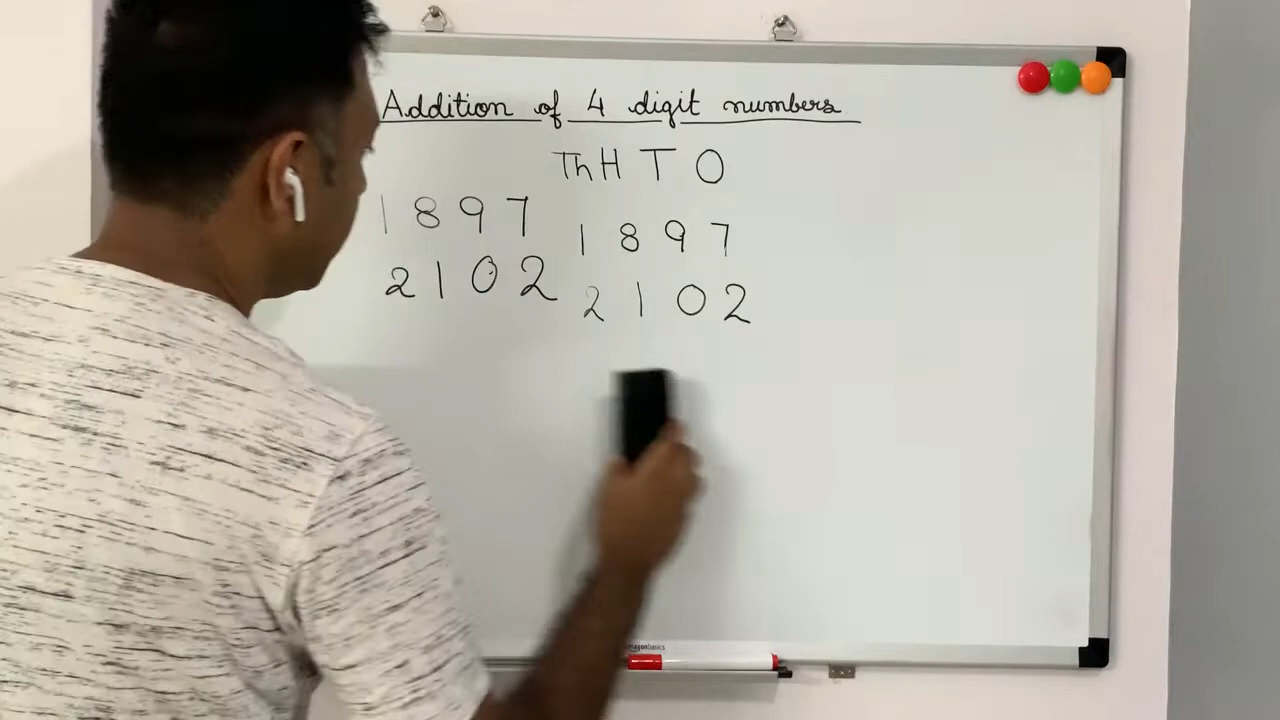 Addition of 4 digit numbers
Th H T O
1 8 9 7
1 8 9 7
2 1 0 2
2 1 0 2
amazonbasics